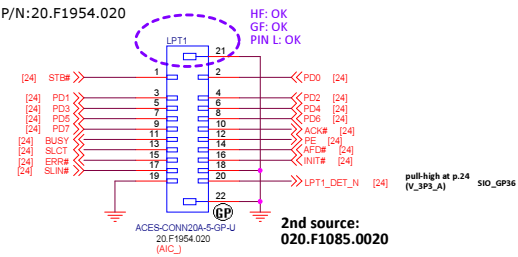 P/N:20.F1954.020
HF: OK
GF: OK
PIN L: OK
LPT1
21
[24] STB# 1 2 PD0 [24]
[24] PD1 3 4 PD2 [24]
[24] PD3 5 6 PD4 [24]
[24] PD5 7 8 PD6 [24]
[24] PD7 9 10 ACK# [24]
[24] BUSY 11 12 PE [24]
[24] SLCT 13 14 AFD# [24]
[24] ERR# 15 16 INIT# [24]
[24] SLIN# 17 18
19 20 LPT1_DET_N [24]
pull-high at p.24
(V_3P3_A)
SIO_GP36
22
GP
ACES-CONN20A-5-GP-U
20.F1954.020
(AIC_)
2nd source:
020.F1085.0020